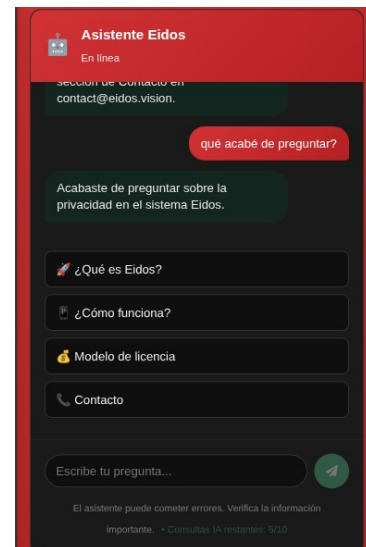 Asistente Eidos
En línea
sección de Contacto en
contact@eidos.vision.
qué acabé de preguntar?
Acabaste de preguntar sobre la
privacidad en el sistema Eidos.
🚀 ¿Qué es Eidos?
📱 ¿Cómo funciona?
💰 Modelo de licencia
📞 Contacto
Escribe tu pregunta...
El asistente puede cometer errores. Verifica la información
importante. • Consultas IA restantes: 5/10